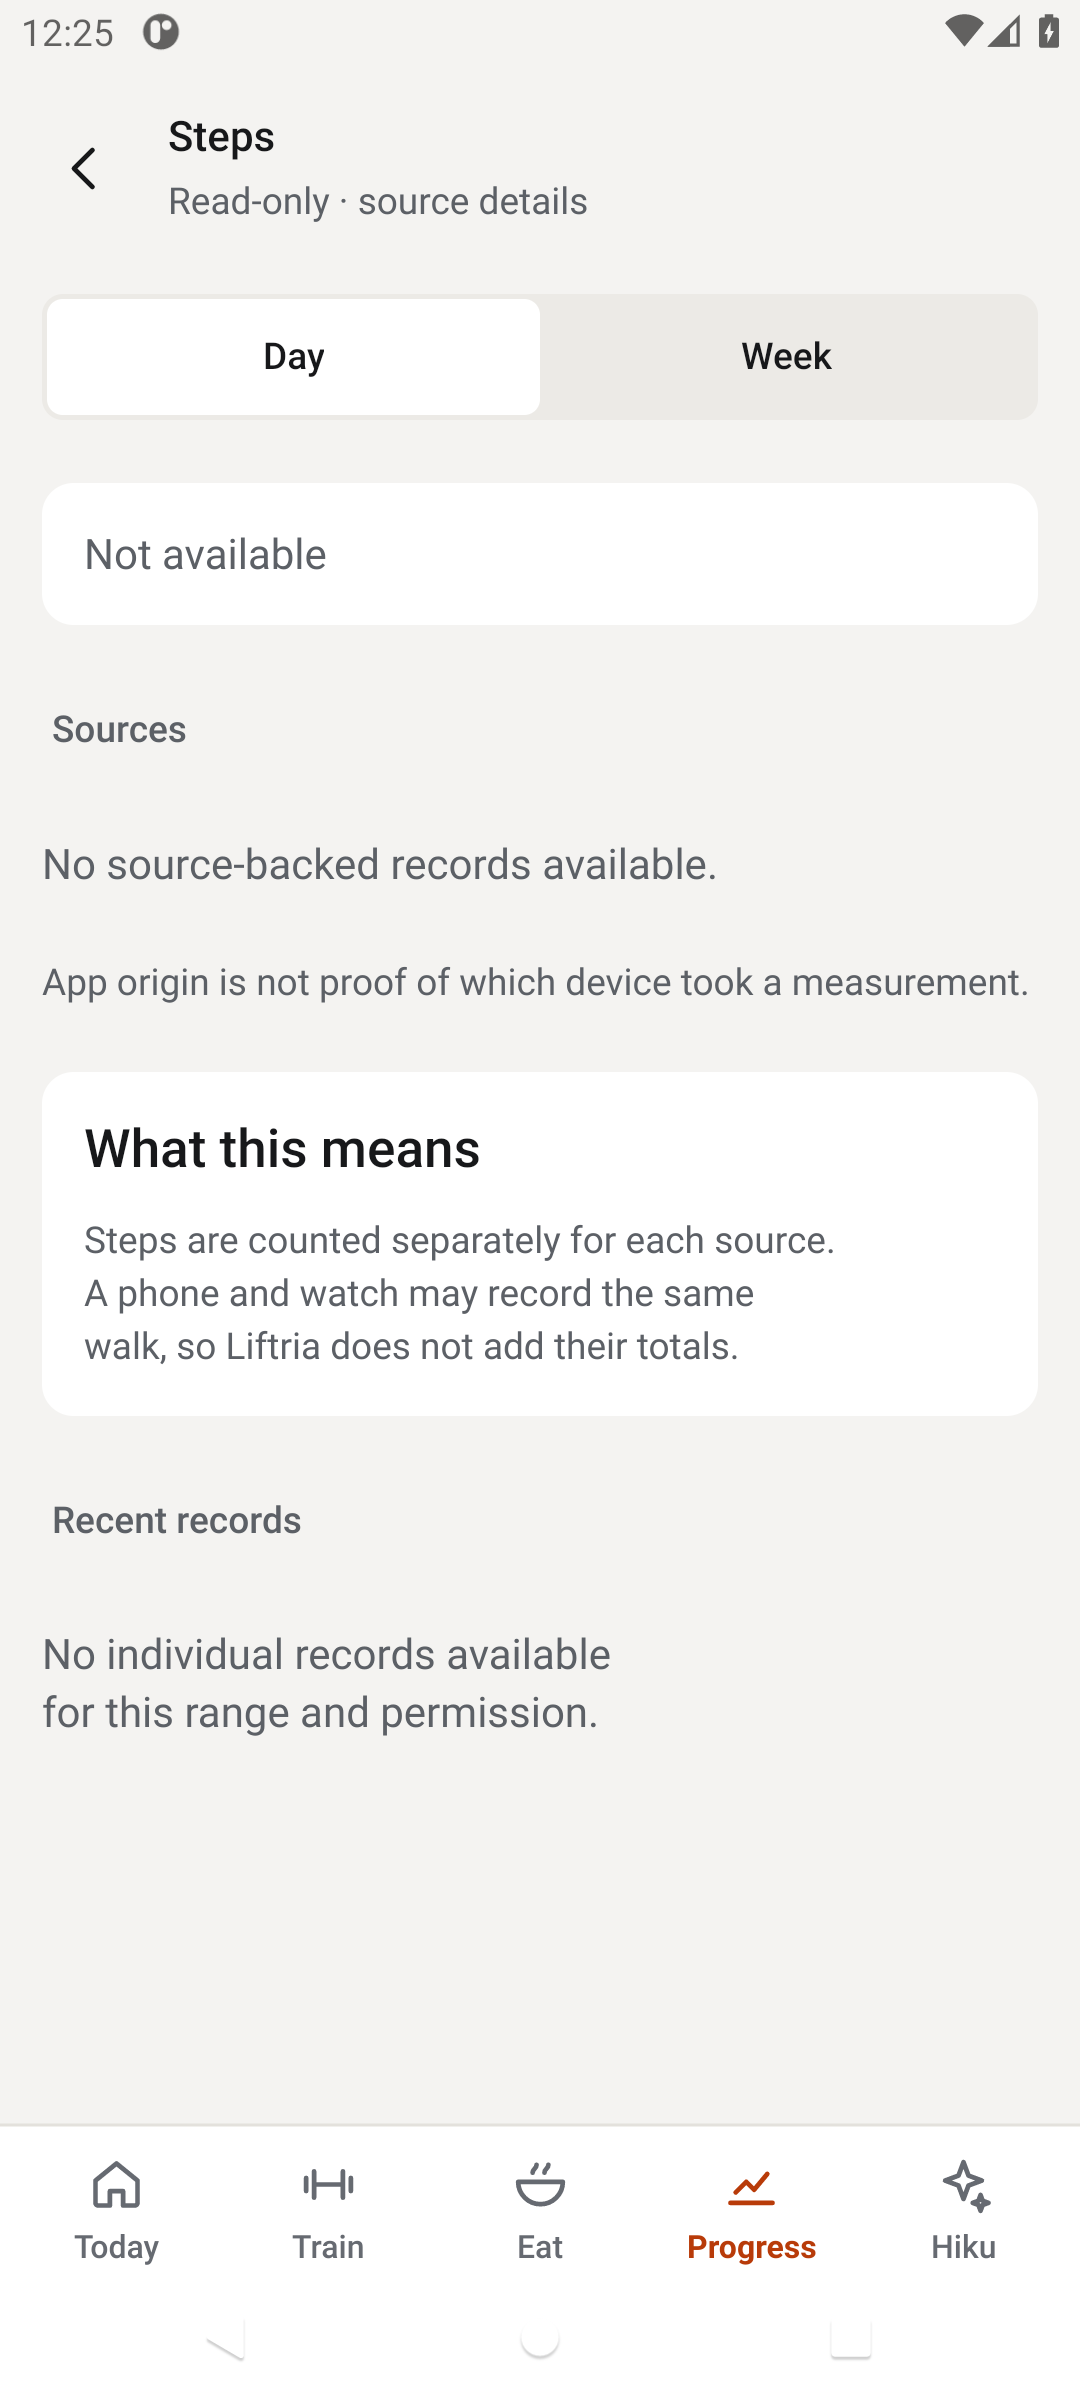 12:25
Steps
Read-only · source details
Day
Week
Not available
Sources
No source-backed records available.
App origin is not proof of which device took a measurement.
What this means
Steps are counted separately for each source.
A phone and watch may record the same
walk, so Liftria does not add their totals.
Recent records
No individual records available
for this range and permission.
Today
Train
Eat
Progress
Hiku